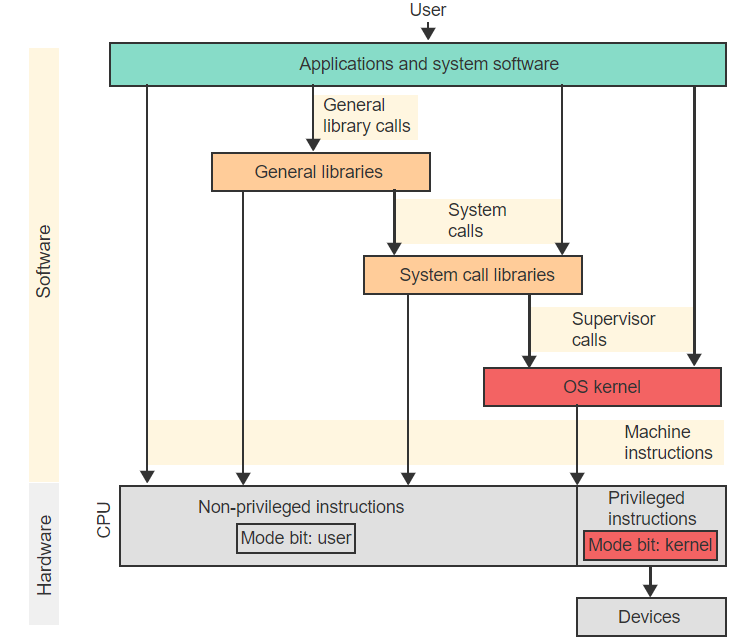 User
Applications and system software
General
library calls
General libraries
System
calls
System call libraries
Supervisor
calls
OS kernel
Machine
instructions
Software
Hardware
CPU
Non-privileged instructions
Mode bit: user
Privileged
instructions
Mode bit: kernel
Devices